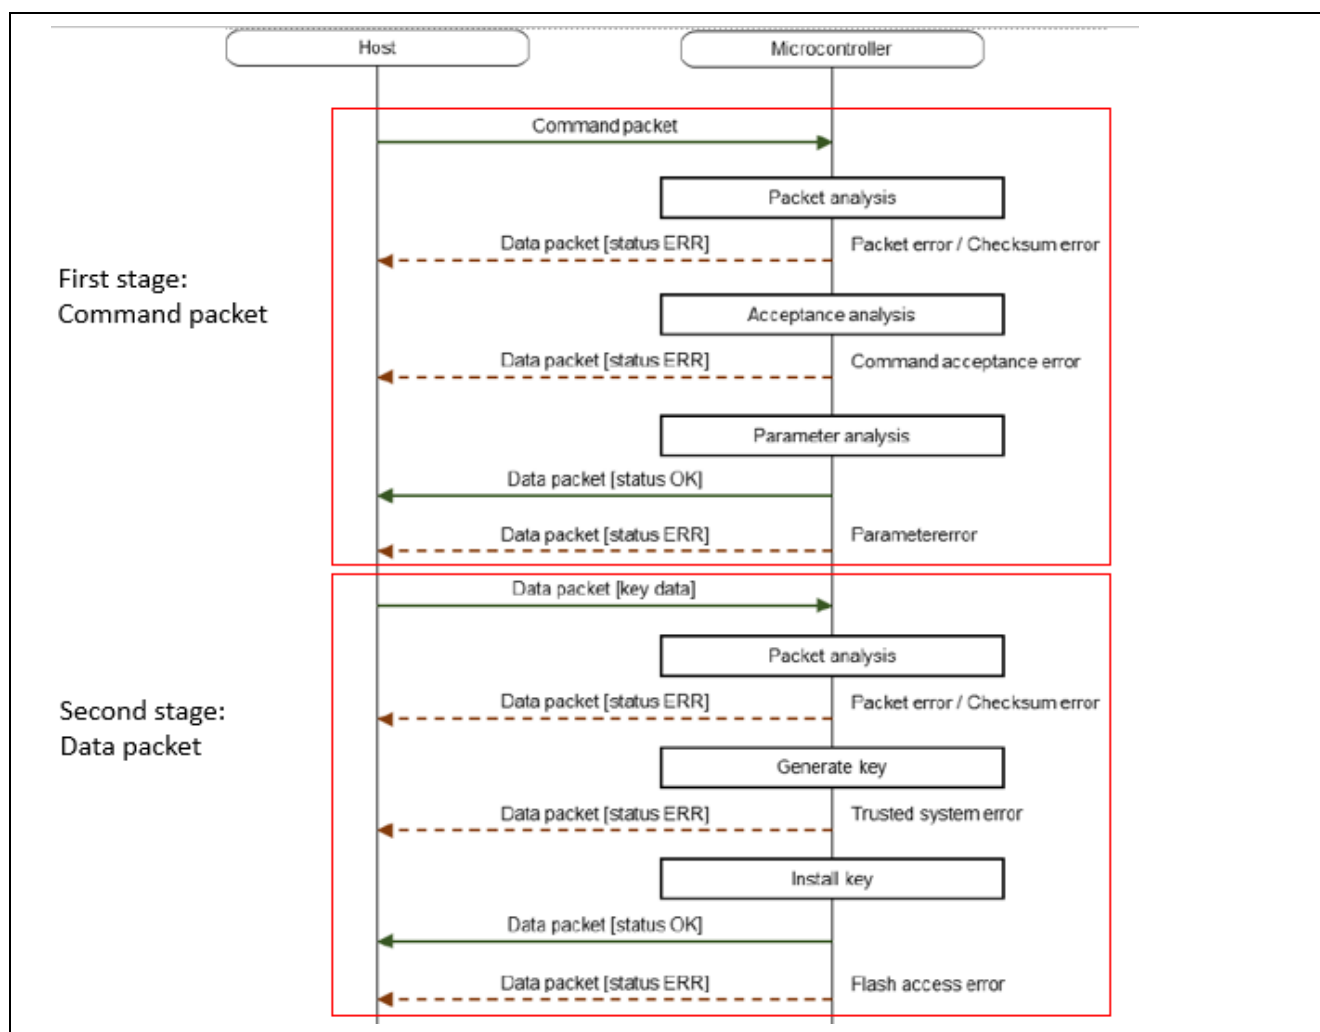 Host
Microcontroller
Command packet
Packet analysis
Data packet [status ERR]
Packet error / Checksum error
First stage:
Command packet
Acceptance analysis
Data packet [status ERR]
Command acceptance error
Parameter analysis
Data packet [status OK]
Data packet [status ERR]
Parametererror
Data packet [key data]
Packet analysis
Data packet [status ERR]
Packet error / Checksum error
Second stage:
Data packet
Generate key
Data packet [status ERR]
Trusted system error
Install key
Data packet [status OK]
Data packet [status ERR]
Flash access error